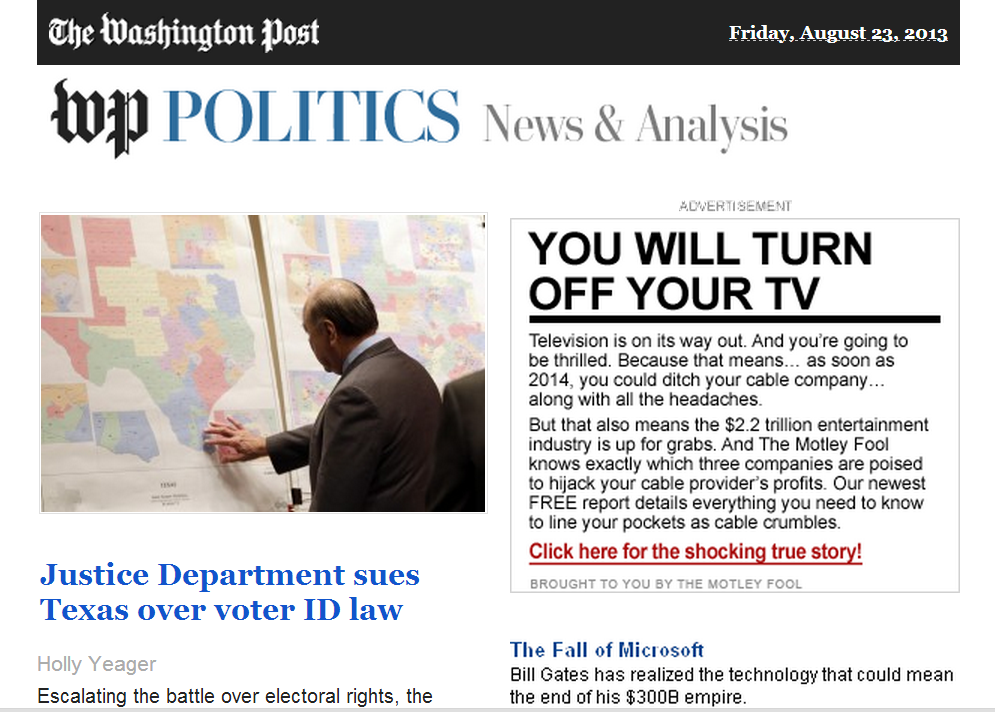 The Washington Post
Friday, August 23, 2013
wp POLITICS News & Analysis
ADVERTISEMENT
YOU WILL TURN
OFF YOUR TV
Television is on its way out. And you're going to
be thrilled. Because that means... as soon as
2014, you could ditch your cable company...
along with all the headaches.
But that also means the $2.2 trillion entertainment
industry is up for grabs. And The Motley Fool
knows exactly which three companies are poised
to hijack your cable provider's profits. Our newest
FREE report details everything you need to know
to line your pockets as cable crumbles.
Click here for the shocking true story!
BROUGHT TO YOU BY THE MOTLEY FOOL
Justice Department sues
Texas over voter ID law
Holly Yeager
Escalating the battle over electoral rights, the
The Fall of Microsoft
Bill Gates has realized the technology that could mean
the end of his $300B empire.